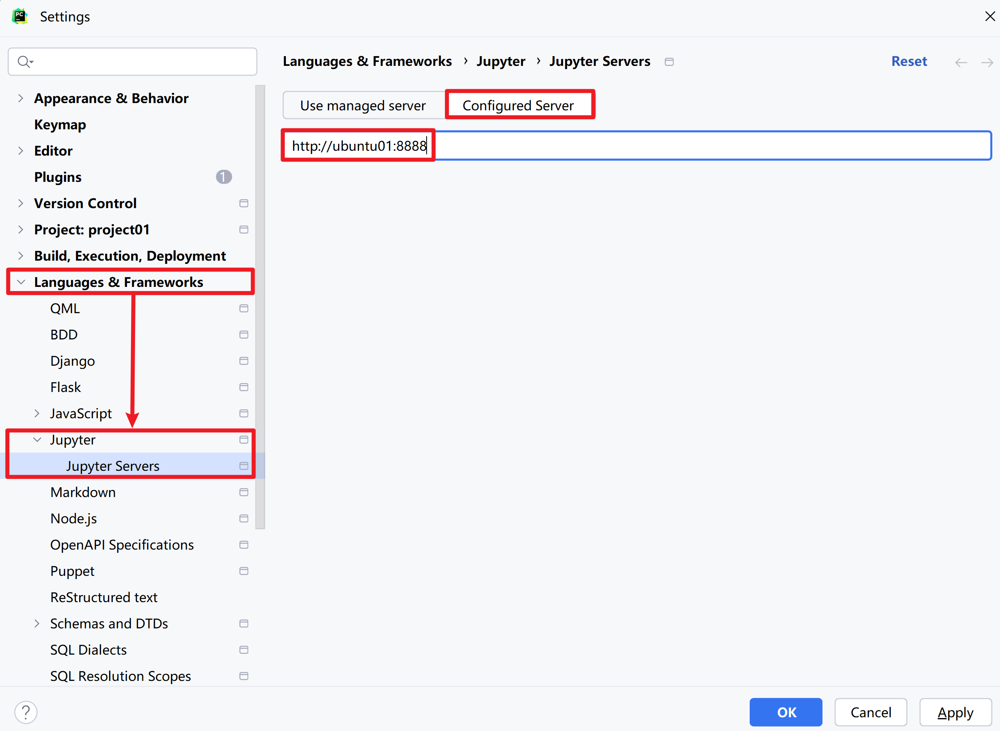 PC
Settings
Languages & Frameworks › Jupyter › Jupyter Servers
Reset
Appearance & Behavior
Keymap
Editor
Plugins 1
Version Control
Project: project01
Build, Execution, Deployment
Languages & Frameworks
QML
BDD
Django
Flask
JavaScript
Jupyter
Jupyter Servers
Markdown
Node.js
OpenAPI Specifications
Puppet
ReStructured text
Schemas and DTDs
SQL Dialects
SQL Resolution Scopes
Use managed server Configured Server
http://ubuntu01:8888
?
OK Cancel Apply